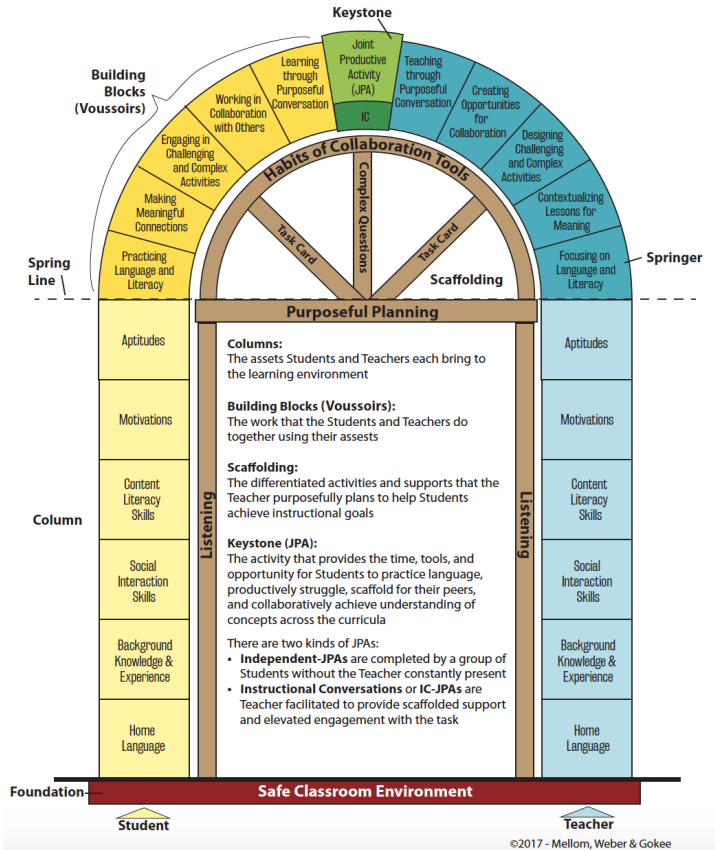 Keystone
Building
Blocks
(Voussoirs)
Joint
Productive
Activity
(JPA)
IC
Learning
through
Purposeful
Conversation
Working in
Collaboration
with Others
Engaging in
Challenging
and Complex
Activities
Making
Meaningful
Connections
Practicing
Language and
Literacy
Teaching
through
Purposeful
Conversation
Creating
Opportunities
for
Collaboration
Designing
Challenging
and Complex
Activities
Contextualizing
Lessons for
Meaning
Focusing on
Language and
Literacy
Springer
Spring
Line
Habits of Collaboration Tools
Task Card
Complex Questions
Task Card
Scaffolding
Purposeful Planning
Listening
Listening
Columns:
The assets Students and Teachers each bring to
the learning environment
Building Blocks (Voussoirs):
The work that the Students and Teachers do
together using their assests
Scaffolding:
The differentiated activities and supports that the
Teacher purposefully plans to help Students
achieve instructional goals
Keystone (JPA):
The activity that provides the time, tools, and
opportunity for Students to practice language,
productively struggle, scaffold for their peers,
and collaboratively achieve understanding of
concepts across the curricula
There are two kinds of JPAs:
• Independent-JPAs are completed by a group of
Students without the Teacher constantly present
• Instructional Conversations or IC-JPAs are
Teacher facilitated to provide scaffolded support
and elevated engagement with the task
Column
Aptitudes
Motivations
Content
Literacy
Skills
Social
Interaction
Skills
Background
Knowledge &
Experience
Home
Language
Aptitudes
Motivations
Content
Literacy
Skills
Social
Interaction
Skills
Background
Knowledge &
Experience
Home
Language
Foundation
Safe Classroom Environment
Student
Teacher
©2017 - Mellom, Weber & Gokee